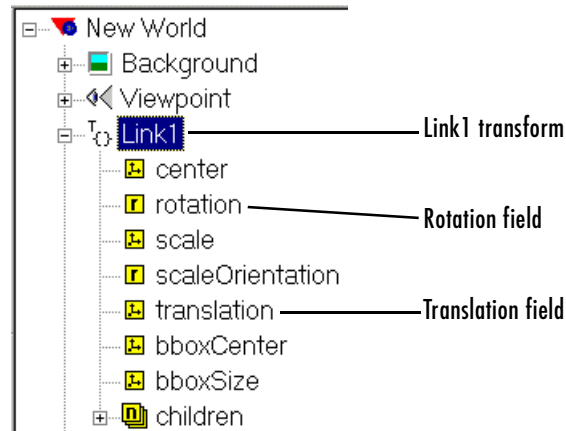 New World
Background
Viewpoint
T{} Link1 Link1 transform
center
r rotation Rotation field
scale
r scaleOrientation
translation Translation field
bboxCenter
bboxSize
n children